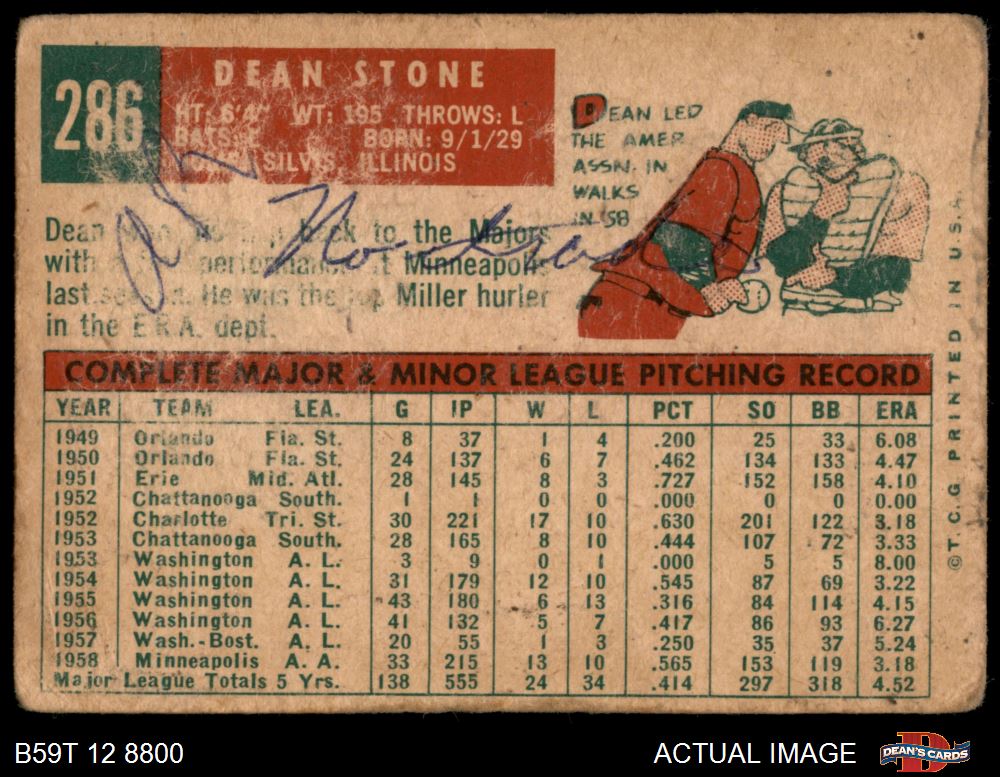 286
DEAN STONE
HT: 6'4" WT: 195 THROWS: L
BATS: L BORN: 9/1/29
SILVIS, ILLINOIS
DEAN LED
THE AMER.
ASSN. IN
WALKS
IN '58
Dean back to the Majors
with performance at Minneapolis
last season. He was the top Miller hurler
in the E.R.A. dept.
COMPLETE MAJOR & MINOR LEAGUE PITCHING RECORD
YEAR TEAM LEA. G IP W L PCT SO BB ERA
1949 Orlando Fla. St. 8 37 1 4 .200 25 33 6.08
1950 Orlando Fla. St. 24 137 6 7 .462 134 133 4.47
1951 Erie Mid. Atl. 28 145 8 3 .727 152 158 4.10
1952 Chattanooga South. 1 1 0 0 .000 0 0 0.00
1952 Charlotte Tri. St. 30 221 17 10 .630 201 122 3.18
1953 Chattanooga South. 28 165 8 10 .444 107 72 3.33
1953 Washington A. L. 3 9 0 1 .000 5 5 8.00
1954 Washington A. L. 31 179 12 10 .545 87 69 3.22
1955 Washington A. L. 43 180 6 13 .316 84 114 4.15
1956 Washington A. L. 41 132 5 7 .417 86 93 6.27
1957 Wash.-Bost. A. L. 20 55 1 3 .250 35 37 5.24
1958 Minneapolis A. A. 33 215 13 10 .565 153 119 3.18
Major League Totals 5 Yrs. 138 555 24 34 .414 297 318 4.52
©T.C.G. PRINTED IN U.S.A.
B59T 12 8800
ACTUAL IMAGE
DEAN'S CARDS